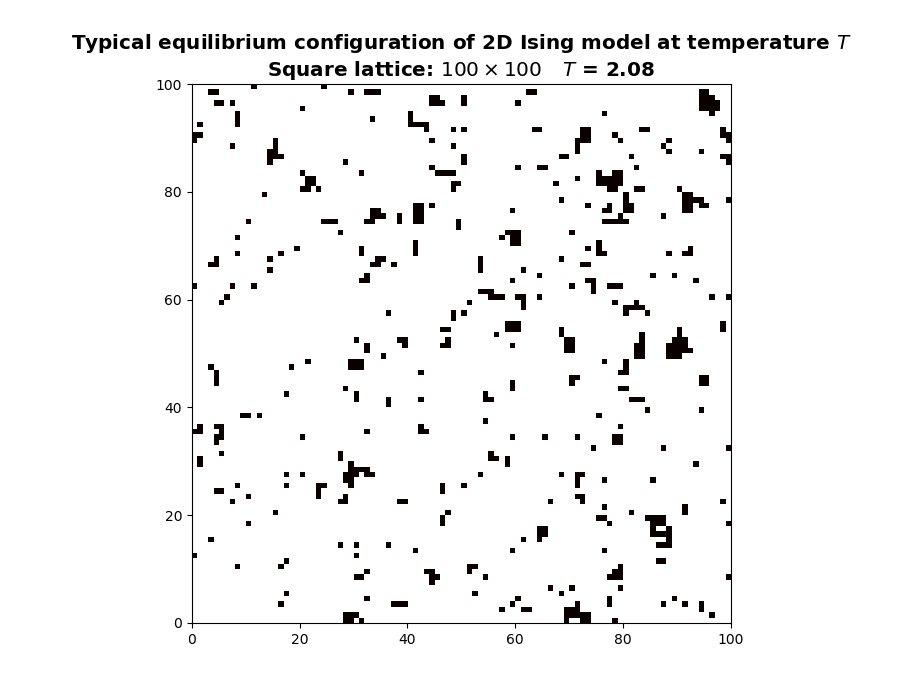 Typical equilibrium configuration of 2D Ising model at temperature T
Square lattice: 100 × 100 T = 2.08
100
80
60
40
20
0
0 20 40 60 80 100